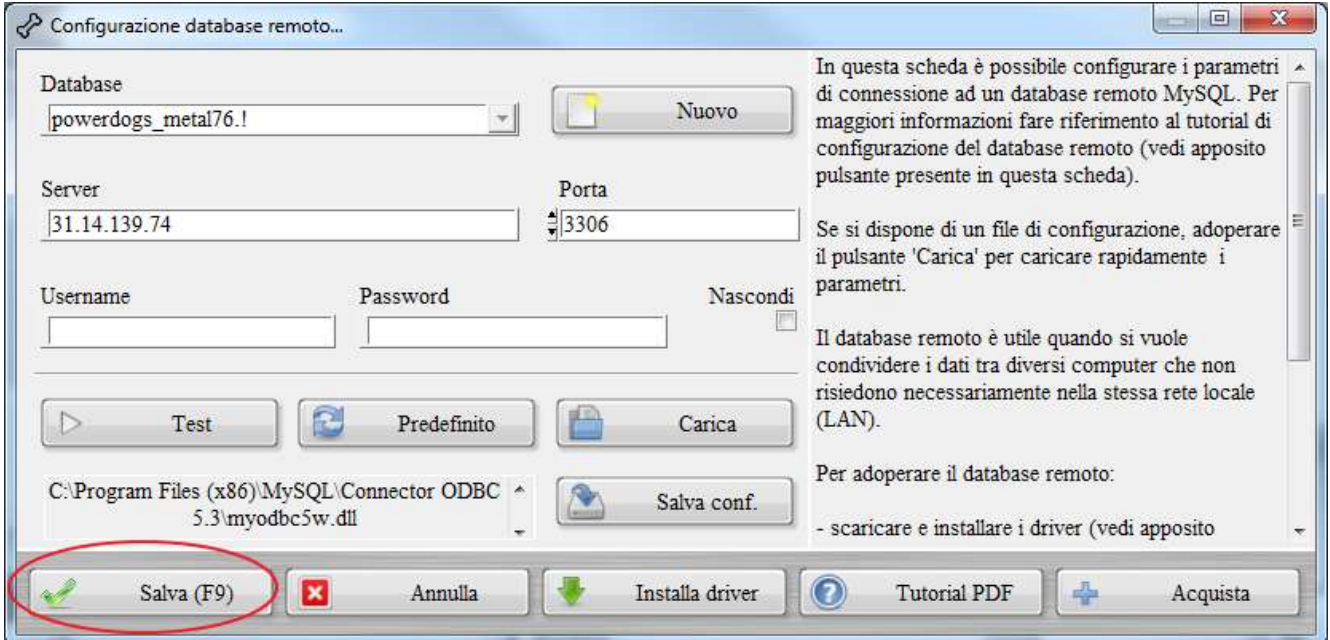 Configurazione database remoto...
Database
powerdogs_metal76.!
Nuovo
Server
Porta
31.14.139.74
3306
Username
Password
Nascondi
Test
Predefinito
Carica
C:\Program Files (x86)\MySQL\Connector ODBC
5.3\myodbc5w.dll
Salva conf.
In questa scheda è possibile configurare i parametri
di connessione ad un database remoto MySQL. Per
maggiori informazioni fare riferimento al tutorial di
configurazione del database remoto (vedi apposito
pulsante presente in questa scheda).
Se si dispone di un file di configurazione, adoperare
il pulsante 'Carica' per caricare rapidamente i
parametri.
Il database remoto è utile quando si vuole
condividere i dati tra diversi computer che non
risiedono necessariamente nella stessa rete locale
(LAN).
Per adoperare il database remoto:
- scaricare e installare i driver (vedi apposito
Salva (F9)
Annulla
Installa driver
Tutorial PDF
Acquista